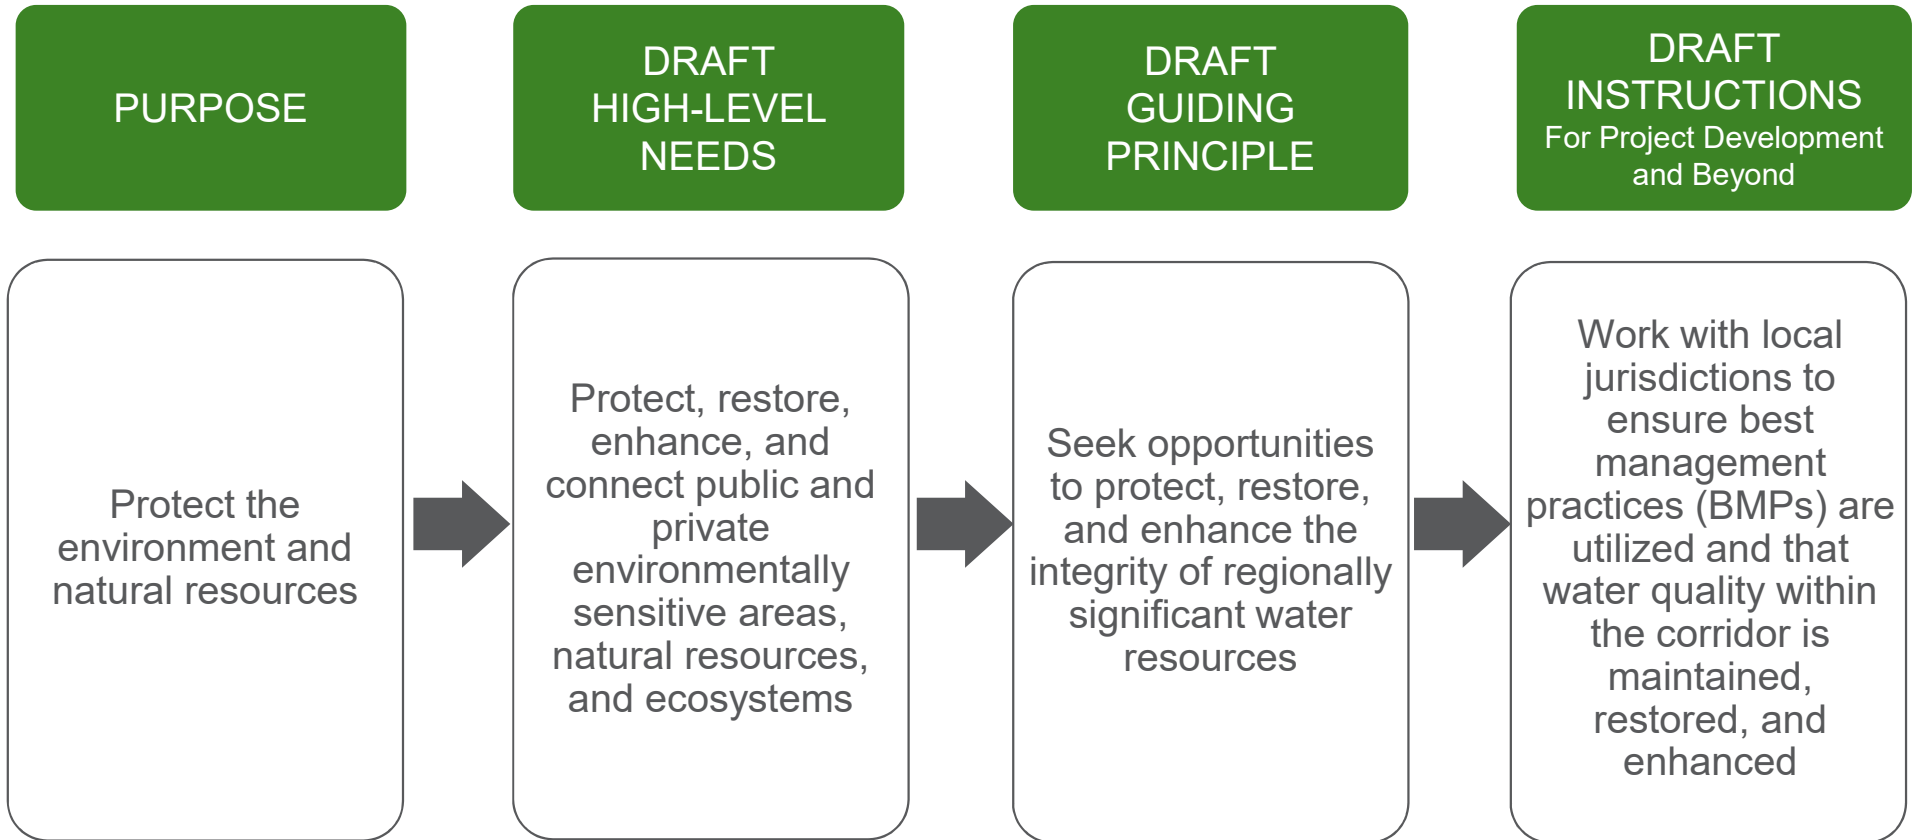 PURPOSE
DRAFT
HIGH-LEVEL
NEEDS
DRAFT
GUIDING
PRINCIPLE
DRAFT
INSTRUCTIONS
For Project Development
and Beyond
Protect the
environment and
natural resources
Protect, restore,
enhance, and
connect public and
private
environmentally
sensitive areas,
natural resources,
and ecosystems
Seek opportunities
to protect, restore,
and enhance the
integrity of regionally
significant water
resources
Work with local
jurisdictions to
ensure best
management
practices (BMPs) are
utilized and that
water quality within
the corridor is
maintained,
restored, and
enhanced